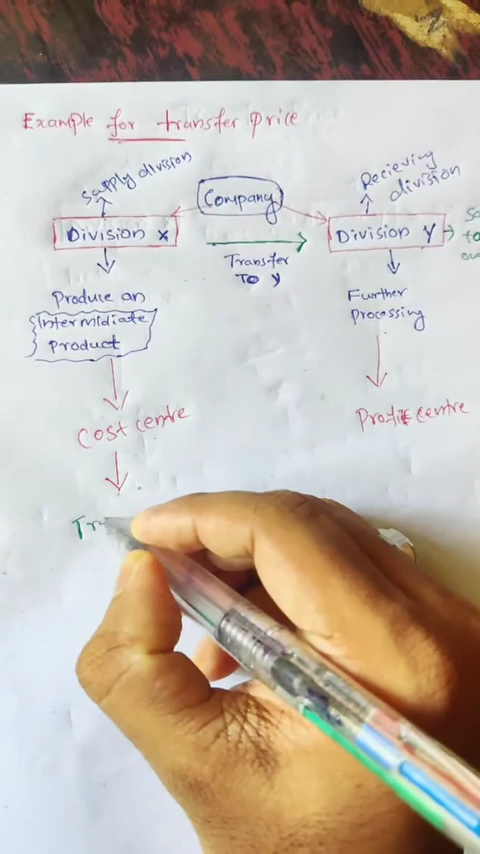 Example for transfer price
Supply division
Company
Recieving
division
Division X
Transfer
To y
Division Y
Produce an
Intermidiate
Product
Further
Processing
Cost centre
Profit centre
Tr